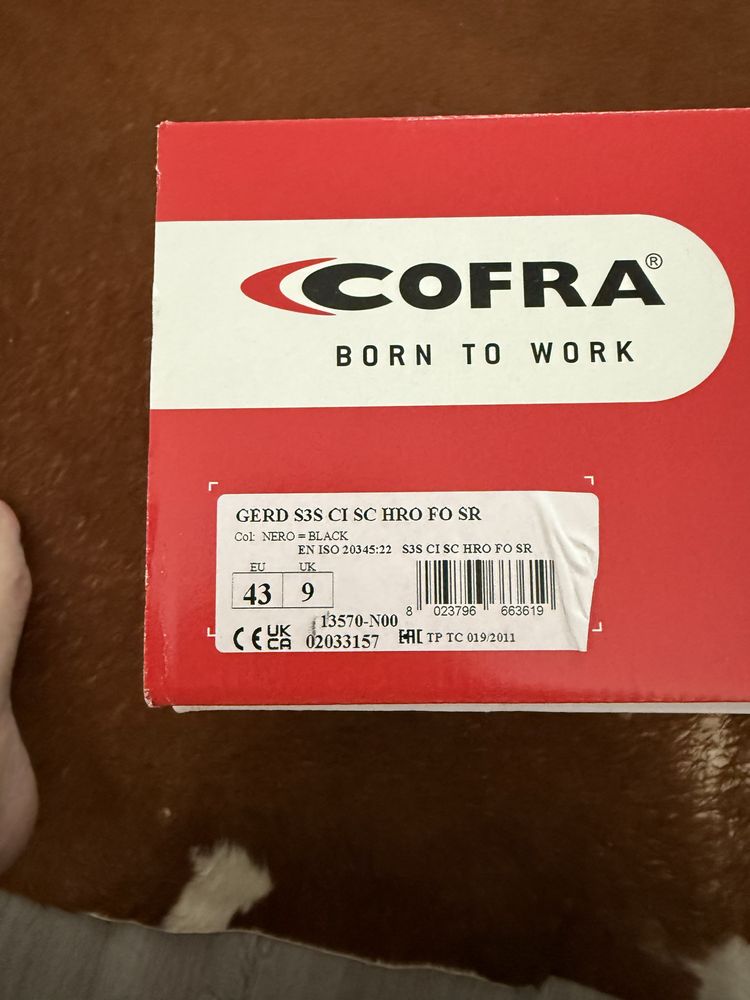 COFRA®
BORN TO WORK
GERD S3S CI SC HRO FO SR
Col: NERO = BLACK
EN ISO 20345:22 S3S CI SC HRO FO SR
EU UK
43 9
8 023796 663619
13570-N00
CE UK CA 02033157 EAC TP TC 019/2011